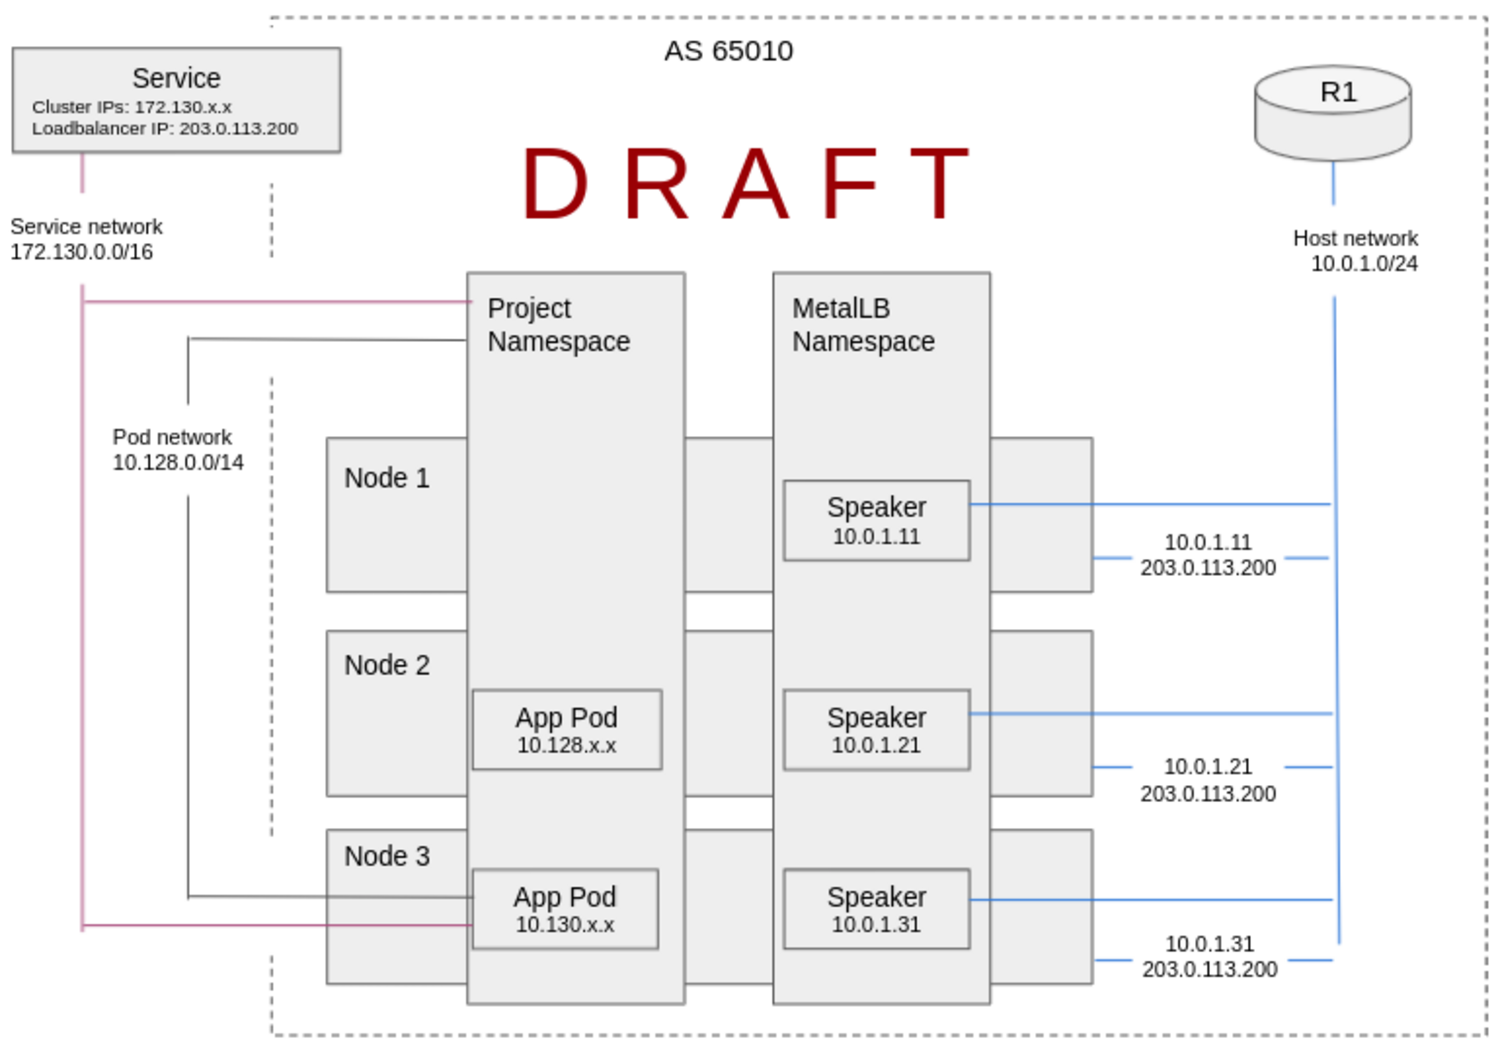 AS 65010
Service
Cluster IPs: 172.130.x.x
Loadbalancer IP: 203.0.113.200
R1
D R A F T
Service network
172.130.0.0/16
Host network
10.0.1.0/24
Project
Namespace
MetalLB
Namespace
Pod network
10.128.0.0/14
Node 1
Speaker
10.0.1.11
10.0.1.11
203.0.113.200
Node 2
App Pod
10.128.x.x
Speaker
10.0.1.21
10.0.1.21
203.0.113.200
Node 3
App Pod
10.130.x.x
Speaker
10.0.1.31
10.0.1.31
203.0.113.200